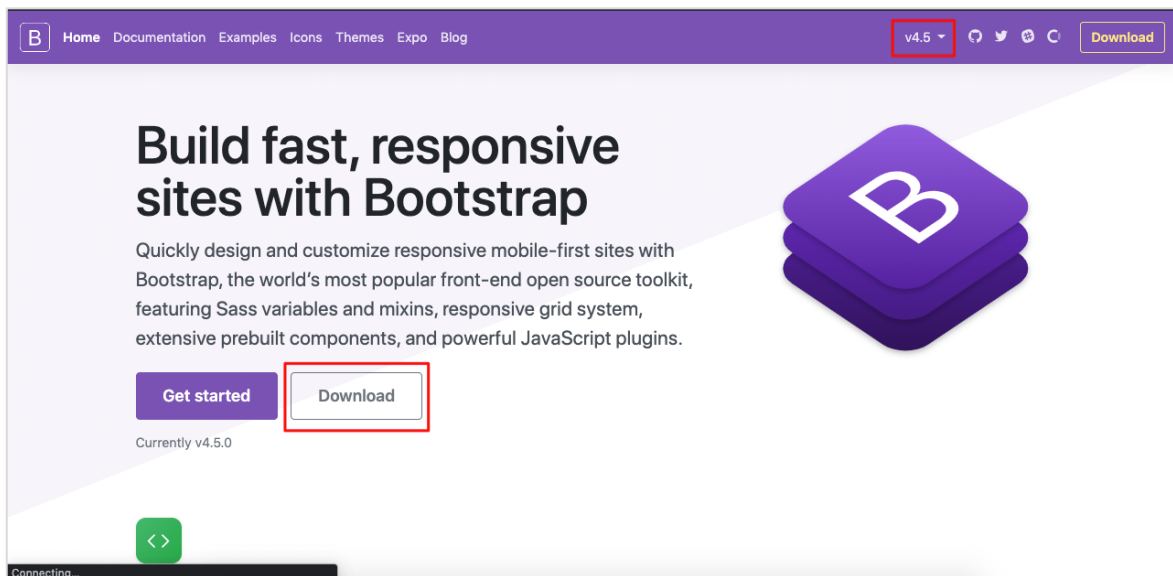 B Home Documentation Examples Icons Themes Expo Blog v4.5 Download
Build fast, responsive
sites with Bootstrap
Quickly design and customize responsive mobile-first sites with
Bootstrap, the world’s most popular front-end open source toolkit,
featuring Sass variables and mixins, responsive grid system,
extensive prebuilt components, and powerful JavaScript plugins.
Get started Download
Currently v4.5.0
B
<>
Connecting...